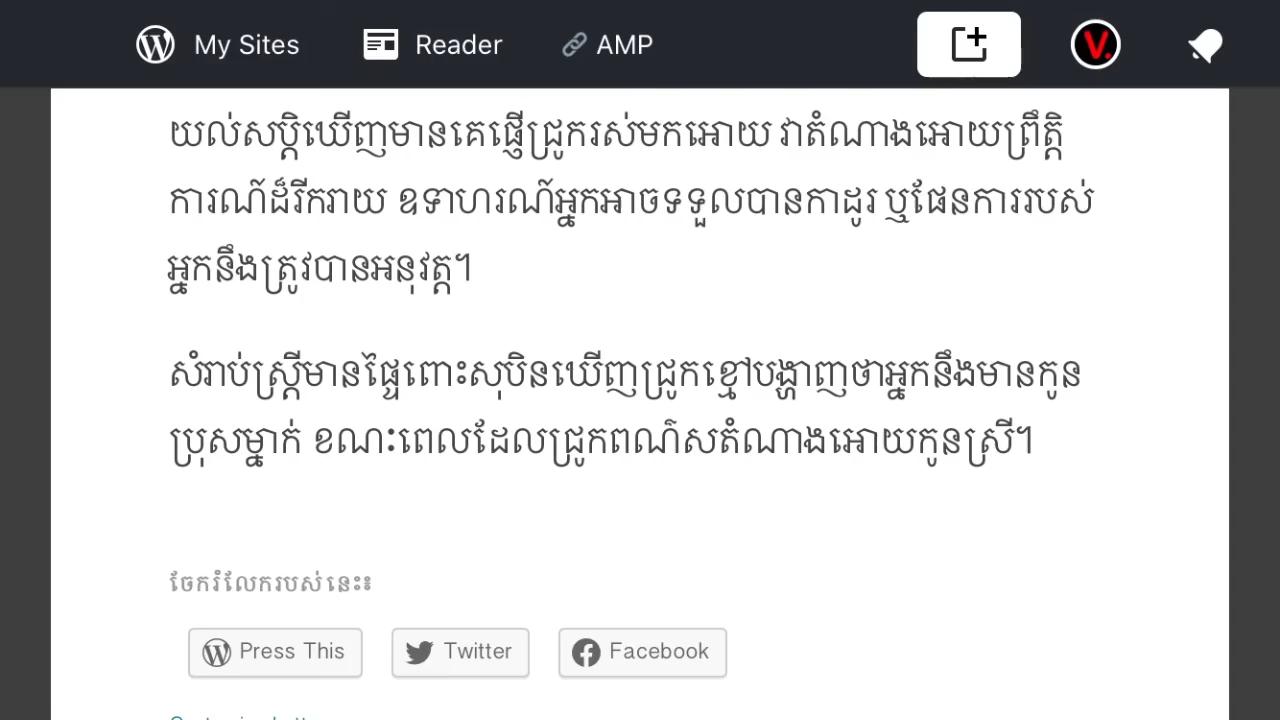 My Sites Reader AMP
យល់សប្តិឃើញមានគេផ្ញើជ្រូករស់មកអោយ វាតំណាងអោយព្រឹត្តិ
ការណ៍ដ៏រីករាយ ឧទាហរណ៍អ្នកអាចទទួលបានកាដូរ ឬផែនការរបស់
អ្នកនឹងត្រូវបានអនុវត្ត។
សំរាប់ស្ត្រីមានផ្ទៃពោះសុបិនឃើញជ្រូកខ្មៅបង្ហាញថាអ្នកនឹងមានកូន
ប្រុសម្នាក់ ខណៈពេលដែលជ្រូកពណ៌សតំណាងអោយកូនស្រី។
ចែករំលែករបស់នេះ៖
Press This Twitter Facebook